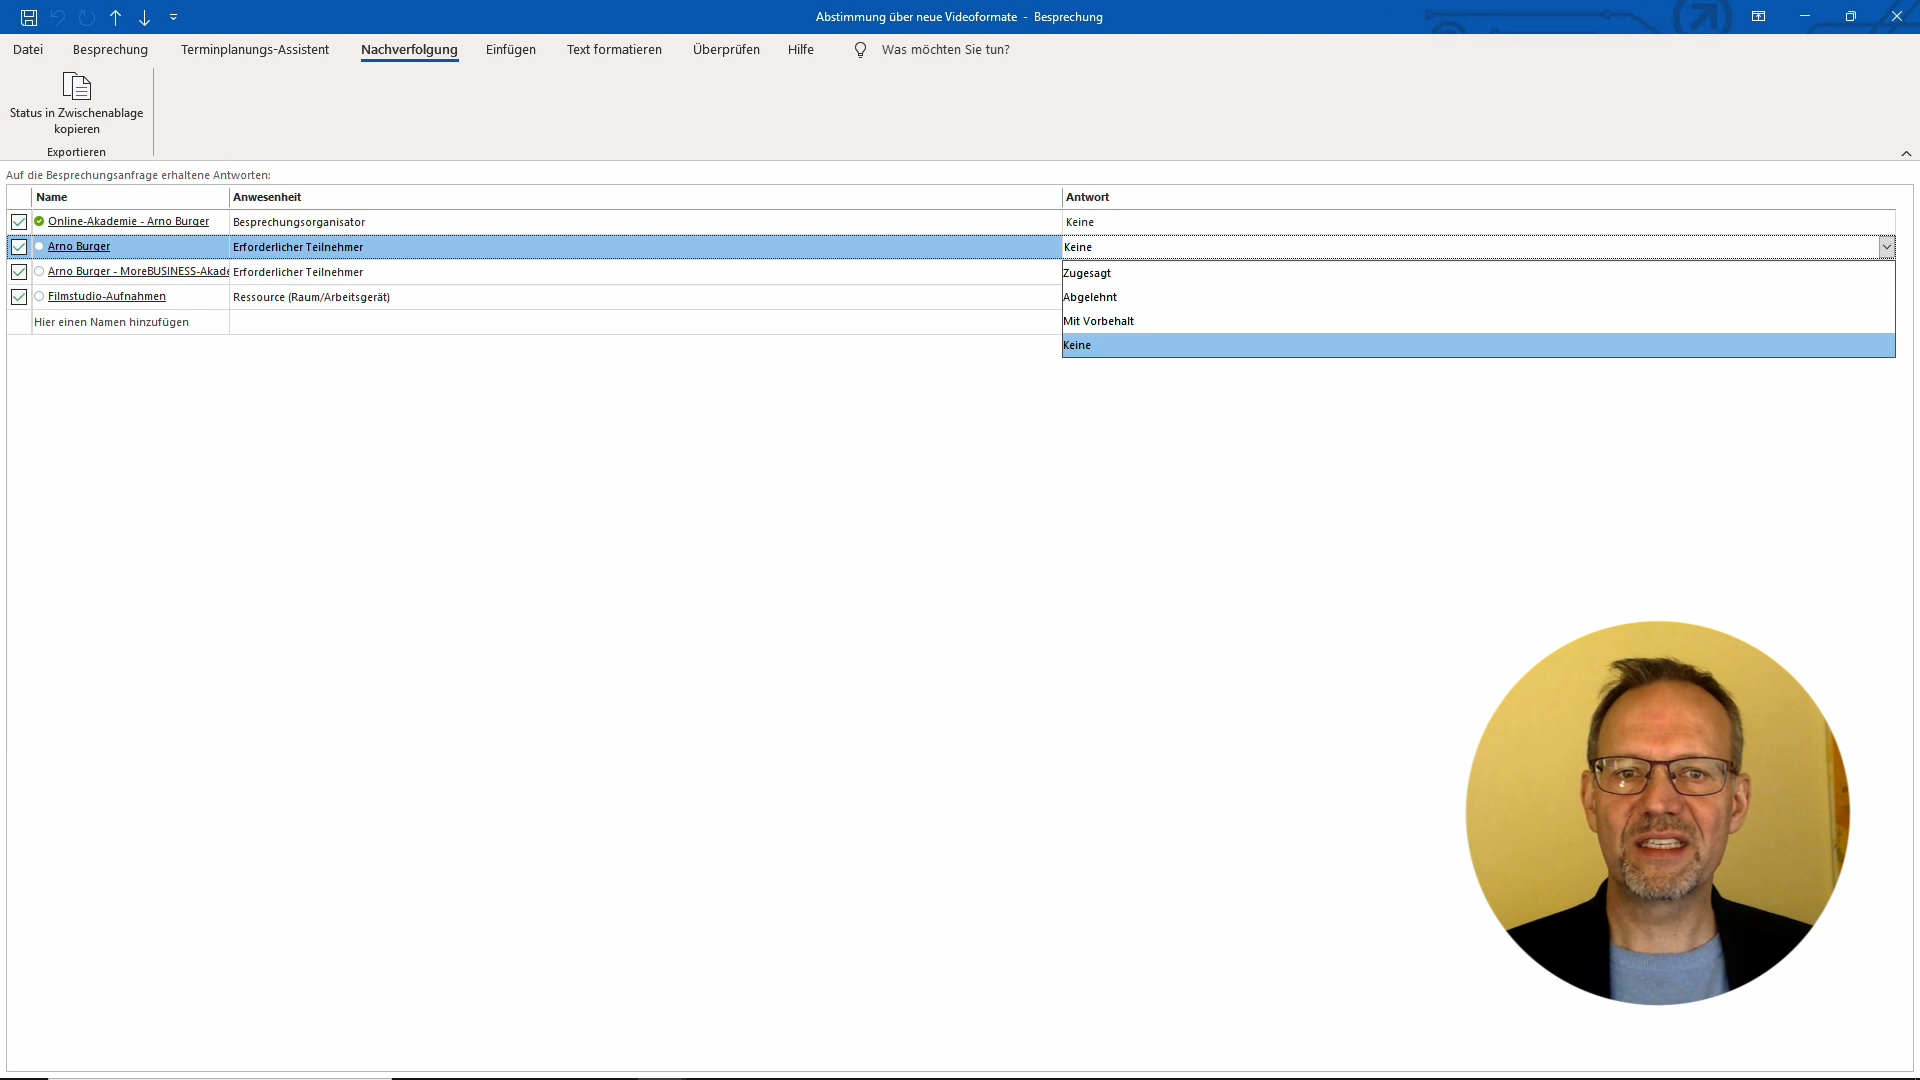 Abstimmung über neue Videoformate - Besprechung
Datei Besprechung Terminplanungs-Assistent Nachverfolgung Einfügen Text formatieren Überprüfen Hilfe Was möchten Sie tun?
Status in Zwischenablage
kopieren
Exportieren
Auf die Besprechungsanfrage erhaltene Antworten:
Name Anwesenheit Antwort
Online-Akademie - Arno Burger Besprechungsorganisator Keine
Arno Burger Erforderlicher Teilnehmer Keine
Arno Burger - MoreBUSINESS-Akade Erforderlicher Teilnehmer
Zugesagt
Filmstudio-Aufnahmen Ressource (Raum/Arbeitsgerät)
Abgelehnt
Hier einen Namen hinzufügen
Mit Vorbehalt
Keine